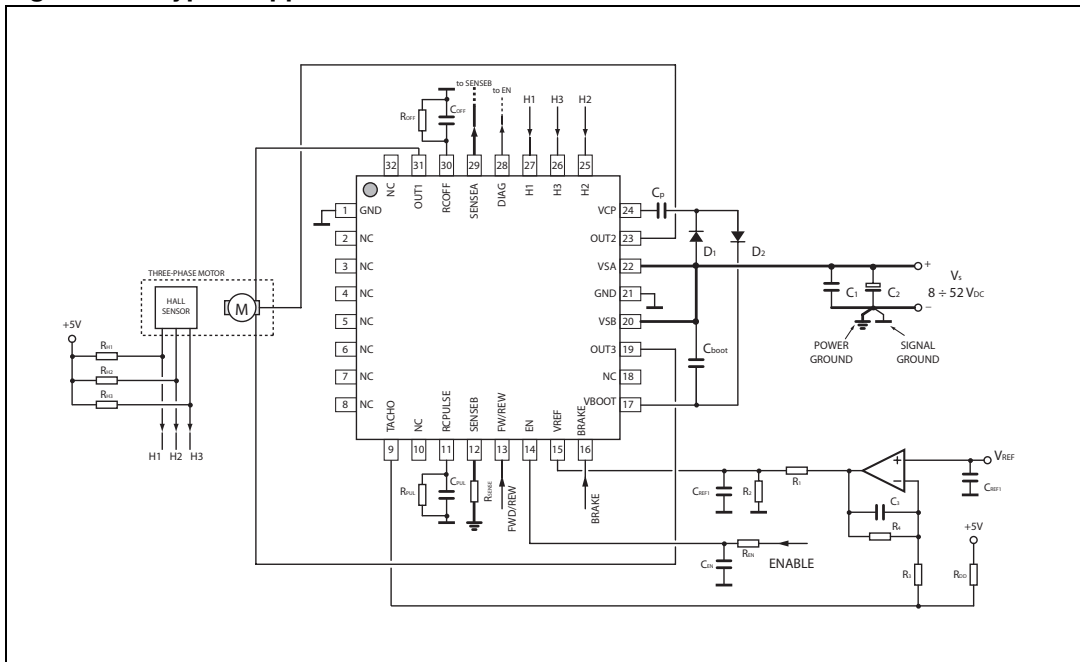 to SENSEB
to EN
H1
H3
H2
ROFF
COFF
32
31
30
29
28
27
26
25
NC
OUT1
RCOFF
SENSEA
DIAG
H1
H3
H2
1
GND
2
NC
3
NC
4
NC
5
NC
6
NC
7
NC
8
NC
VCP
24
OUT2
23
VSA
22
GND
21
VSB
20
OUT3
19
NC
18
VBOOT
17
TACHO
NC
RCPULSE
SENSEB
FW/REW
EN
VREF
BRAKE
9
10
11
12
13
14
15
16
Cp
D1
D2
Cboot
C1
C2
+
Vs
8 ÷ 52 VDC
–
POWER
GROUND
SIGNAL
GROUND
THREE-PHASE MOTOR
HALL
SENSOR
M
+5V
RH1
RH2
RH3
H1
H2
H3
RPUL
CPUL
RSENSE
FWD/REW
BRAKE
CREF1
R2
R1
+
–
VREF
CREF1
C3
R4
+5V
R3
RDD
CEN
REN
ENABLE